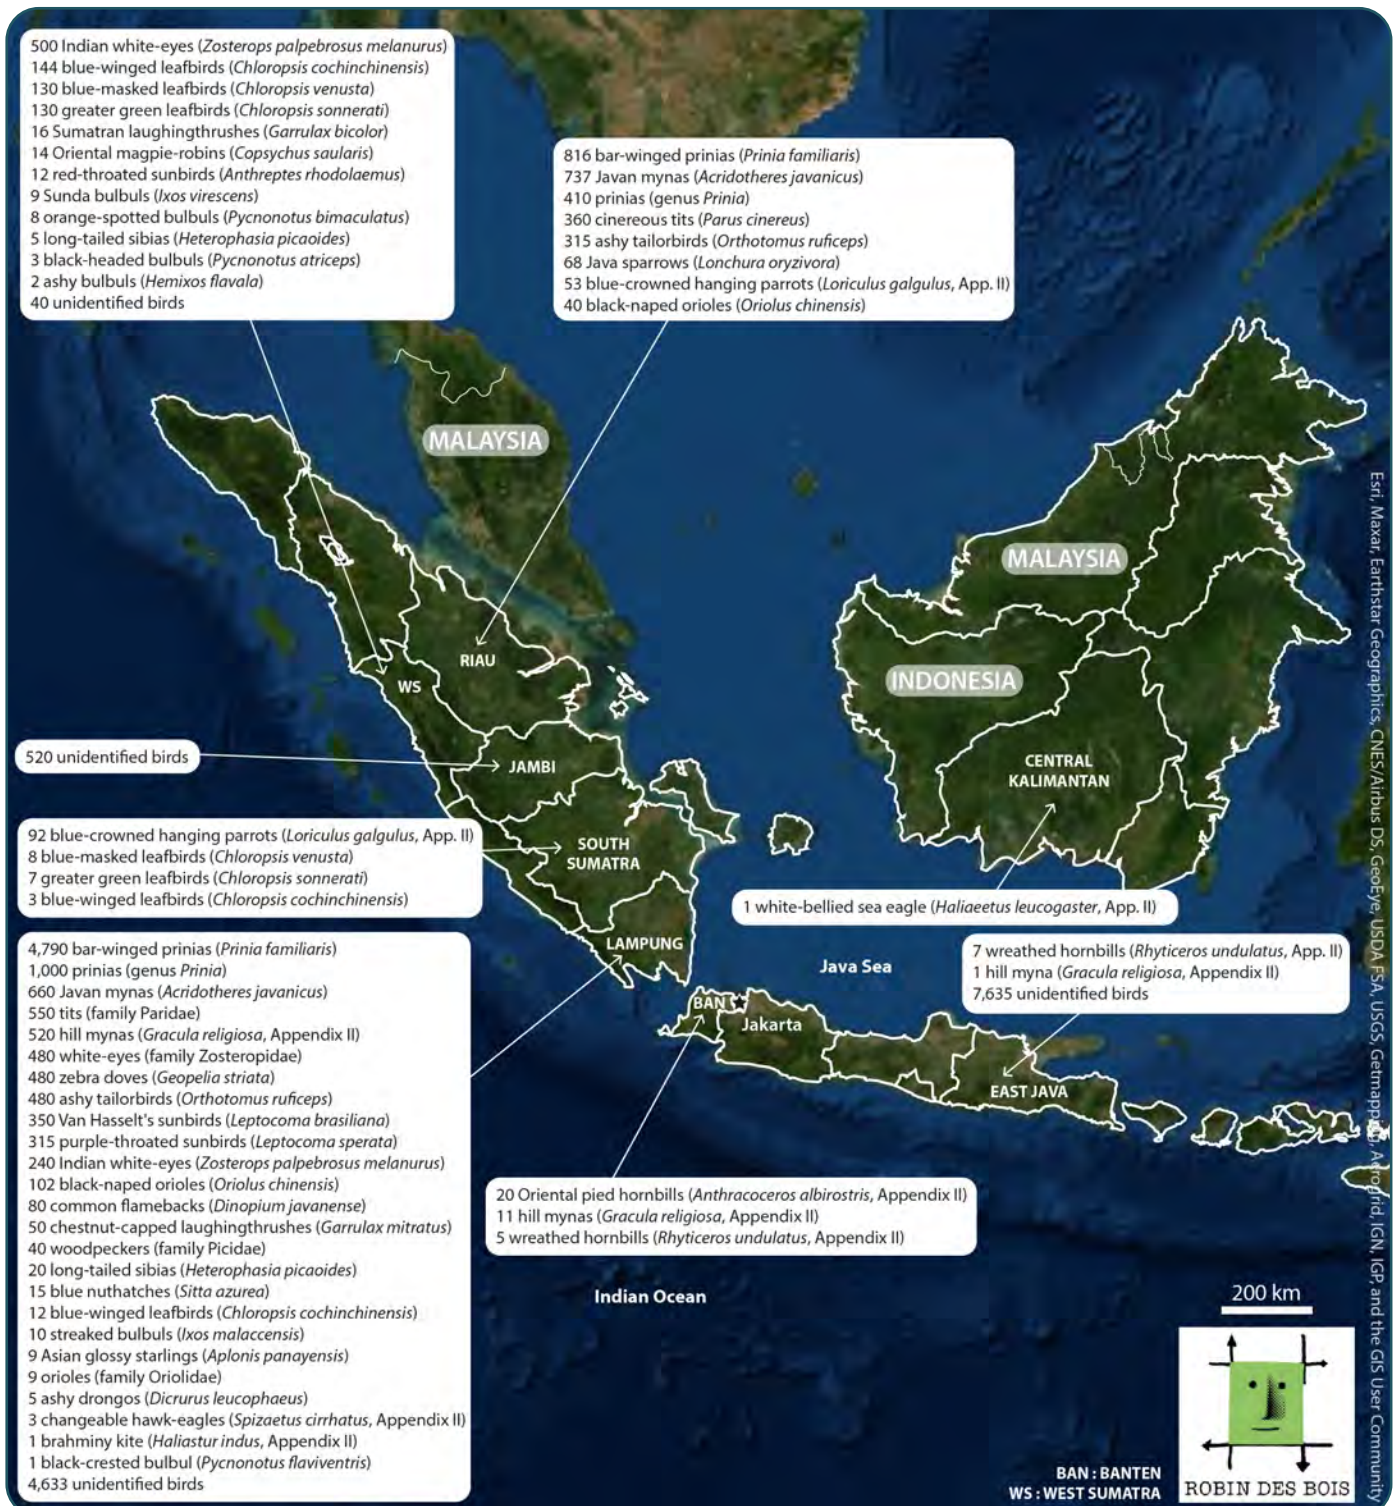 500 Indian white-eyes (Zosterops palpebrosus melanurus)
144 blue-winged leafbirds (Chloropsis cochinchinensis)
130 blue-masked leafbirds (Chloropsis venusta)
130 greater green leafbirds (Chloropsis sonnerati)
16 Sumatran laughingthrushes (Garrulax bicolor)
14 Oriental magpie-robins (Copsychus saularis)
12 red-throated sunbirds (Anthreptes rhodolaemus)
9 Sunda bulbuls (Ixos virescens)
8 orange-spotted bulbuls (Pycnonotus bimaculatus)
5 long-tailed sibias (Heterophasia picaoides)
3 black-headed bulbuls (Pycnonotus atriceps)
2 ashy bulbuls (Hemixos flavala)
40 unidentified birds
816 bar-winged prinias (Prinia familiaris)
737 Javan mynas (Acridotheres javanicus)
410 prinias (genus Prinia)
360 cinereous tits (Parus cinereus)
315 ashy tailorbirds (Orthotomus ruficeps)
68 Java sparrows (Lonchura oryzivora)
53 blue-crowned hanging parrots (Loriculus galgulus, App. II)
40 black-naped orioles (Oriolus chinensis)
MALAYSIA
MALAYSIA
RIAU
WS
INDONESIA
520 unidentified birds
JAMBI
CENTRAL
KALIMANTAN
92 blue-crowned hanging parrots (Loriculus galgulus, App. II)
8 blue-masked leafbirds (Chloropsis venusta)
7 greater green leafbirds (Chloropsis sonnerati)
3 blue-winged leafbirds (Chloropsis cochinchinensis)
SOUTH
SUMATRA
1 white-bellied sea eagle (Haliaeetus leucogaster, App. II)
LAMPUNG
4,790 bar-winged prinias (Prinia familiaris)
1,000 prinias (genus Prinia)
660 Javan mynas (Acridotheres javanicus)
550 tits (family Paridae)
520 hill mynas (Gracula religiosa, Appendix II)
480 white-eyes (family Zosteropidae)
480 zebra doves (Geopelia striata)
480 ashy tailorbirds (Orthotomus ruficeps)
350 Van Hasselt's sunbirds (Leptocoma brasiliana)
315 purple-throated sunbirds (Leptocoma sperata)
240 Indian white-eyes (Zosterops palpebrosus melanurus)
102 black-naped orioles (Oriolus chinensis)
80 common flamebacks (Dinopium javanense)
50 chestnut-capped laughingthrushes (Garrulax mitratus)
40 woodpeckers (family Picidae)
20 long-tailed sibias (Heterophasia picaoides)
15 blue nuthatches (Sitta azurea)
12 blue-winged leafbirds (Chloropsis cochinchinensis)
10 streaked bulbuls (Ixos malaccensis)
9 Asian glossy starlings (Aplonis panayensis)
9 orioles (family Oriolidae)
5 ashy drongos (Dicrurus leucophaeus)
3 changeable hawk-eagles (Spizaetus cirrhatus, Appendix II)
1 brahminy kite (Haliastur indus, Appendix II)
1 black-crested bulbul (Pycnonotus flaviventris)
4,633 unidentified birds
Java Sea
7 wreathed hornbills (Rhyticeros undulatus, App. II)
1 hill myna (Gracula religiosa, Appendix II)
7,635 unidentified birds
BAN
Jakarta
EAST JAVA
20 Oriental pied hornbills (Anthracoceros albirostris, Appendix II)
11 hill mynas (Gracula religiosa, Appendix II)
5 wreathed hornbills (Rhyticeros undulatus, Appendix II)
Indian Ocean
200 km
BAN : BANTEN
WS : WEST SUMATRA
ROBIN DES BOIS
Esri, Maxar, Earthstar Geographics, CNES/Airbus DS, GeoEye, USDA FSA, USGS, Getmapping, Aerogrid, IGN, IGP, and the GIS User Community